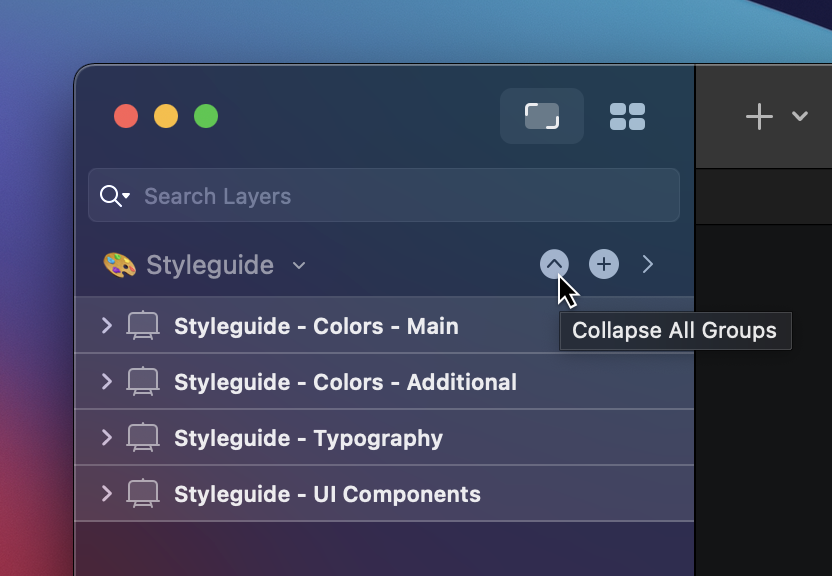 Search Layers
🎨 Styleguide
Styleguide - Colors - Main
Collapse All Groups
Styleguide - Colors - Additional
Styleguide - Typography
Styleguide - UI Components